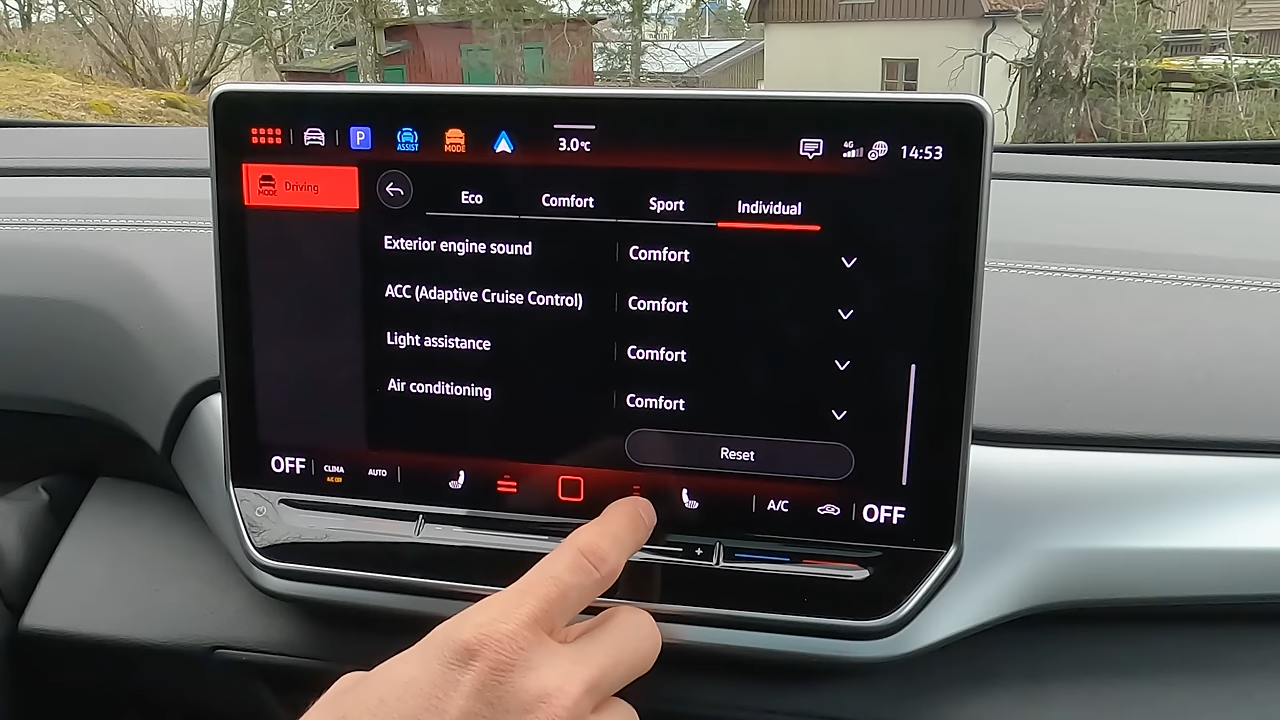 P ASSIST MODE 3.0°C 4G 14:53
MODE Driving
Eco Comfort Sport Individual
Exterior engine sound Comfort
ACC (Adaptive Cruise Control) Comfort
Light assistance Comfort
Air conditioning Comfort
Reset
OFF CLIMA AUTO A/C OFF
A/C OFF
+